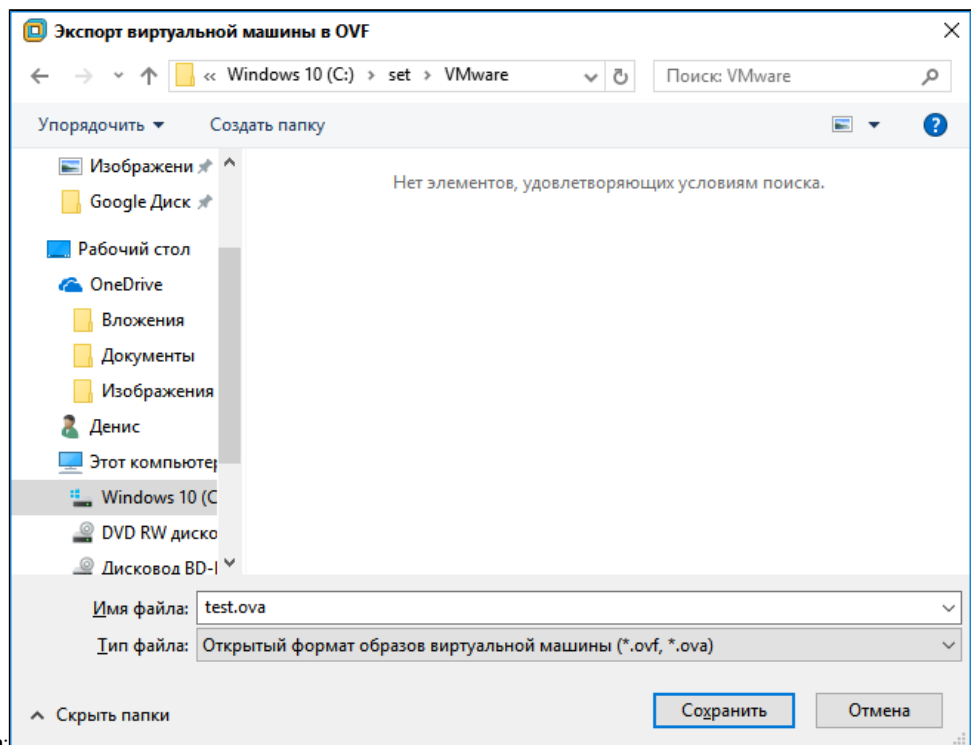 Экспорт виртуальной машины в OVF
« Windows 10 (C:) › set › VMware
Поиск: VMware
Упорядочить
Создать папку
Изображени
Google Диск
Рабочий стол
OneDrive
Вложения
Документы
Изображения
Денис
Этот компьютер
Windows 10 (C
DVD RW диско
Дисковод BD-
Нет элементов, удовлетворяющих условиям поиска.
Имя файла: test.ova
Тип файла: Открытый формат образов виртуальной машины (*.ovf, *.ova)
Скрыть папки
Сохранить
Отмена